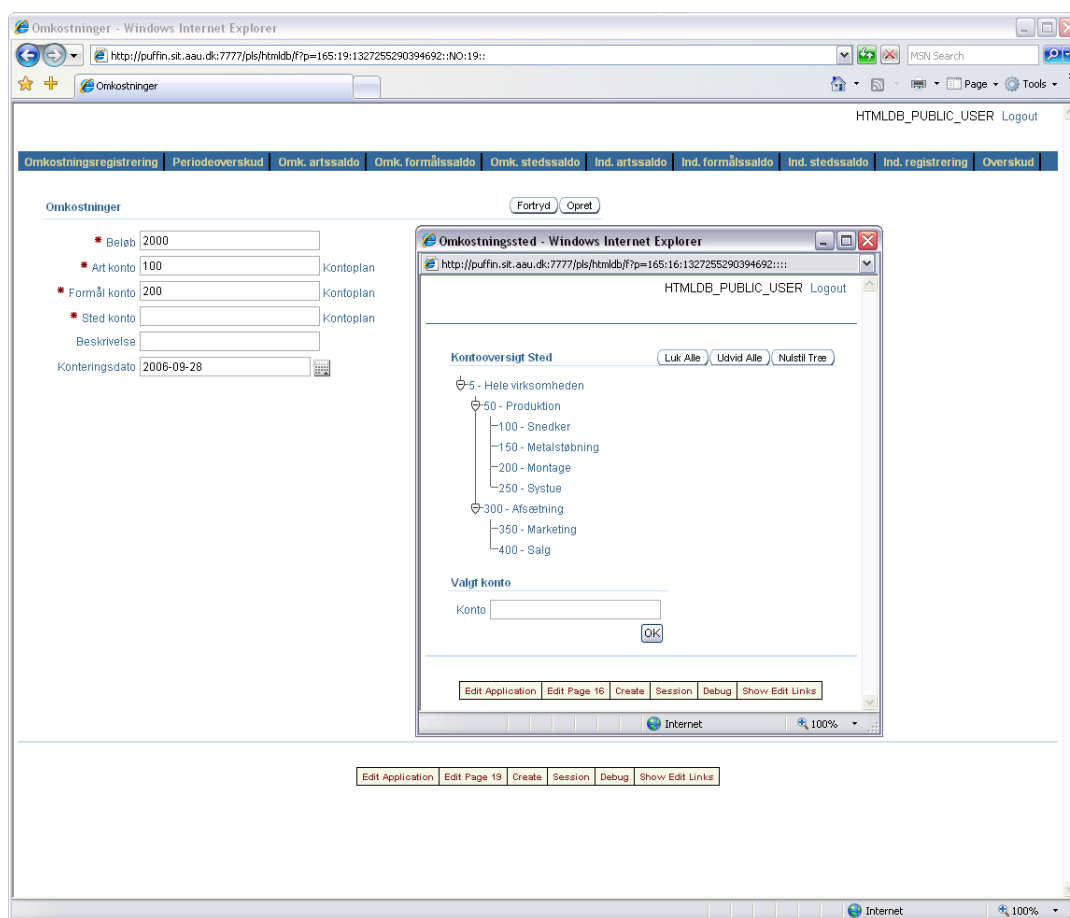 Omkostninger - Windows Internet Explorer
http://puffin.sit.aau.dk:7777/pls/htmldb/f?p=165:19:1327255290394692::NO:19::
MSN Search
Omkostninger
Page
Tools
HTMLDB_PUBLIC_USER Logout
Omkostningsregistrering Periodeoverskud Omk. artssaldo Omk. formålssaldo Omk. stedssaldo Ind. artssaldo Ind. formålssaldo Ind. stedssaldo Ind. registrering Overskud
Omkostninger
Fortryd Opret
* Beløb 2000
* Art konto 100 Kontoplan
* Formål konto 200 Kontoplan
* Sted konto Kontoplan
Beskrivelse
Konteringsdato 2006-09-28
Omkostningssted - Windows Internet Explorer
http://puffin.sit.aau.dk:7777/pls/htmldb/f?p=165:16:1327255290394692::::
HTMLDB_PUBLIC_USER Logout
Kontooversigt Sted
Luk Alle Udvid Alle Nulstil Træ
5 - Hele virksomheden
50 - Produktion
100 - Snedker
150 - Metalstøbning
200 - Montage
250 - Systue
300 - Afsætning
350 - Marketing
400 - Salg
Valgt konto
Konto
OK
Edit Application Edit Page 16 Create Session Debug Show Edit Links
Internet 100%
Edit Application Edit Page 19 Create Session Debug Show Edit Links
Internet 100%